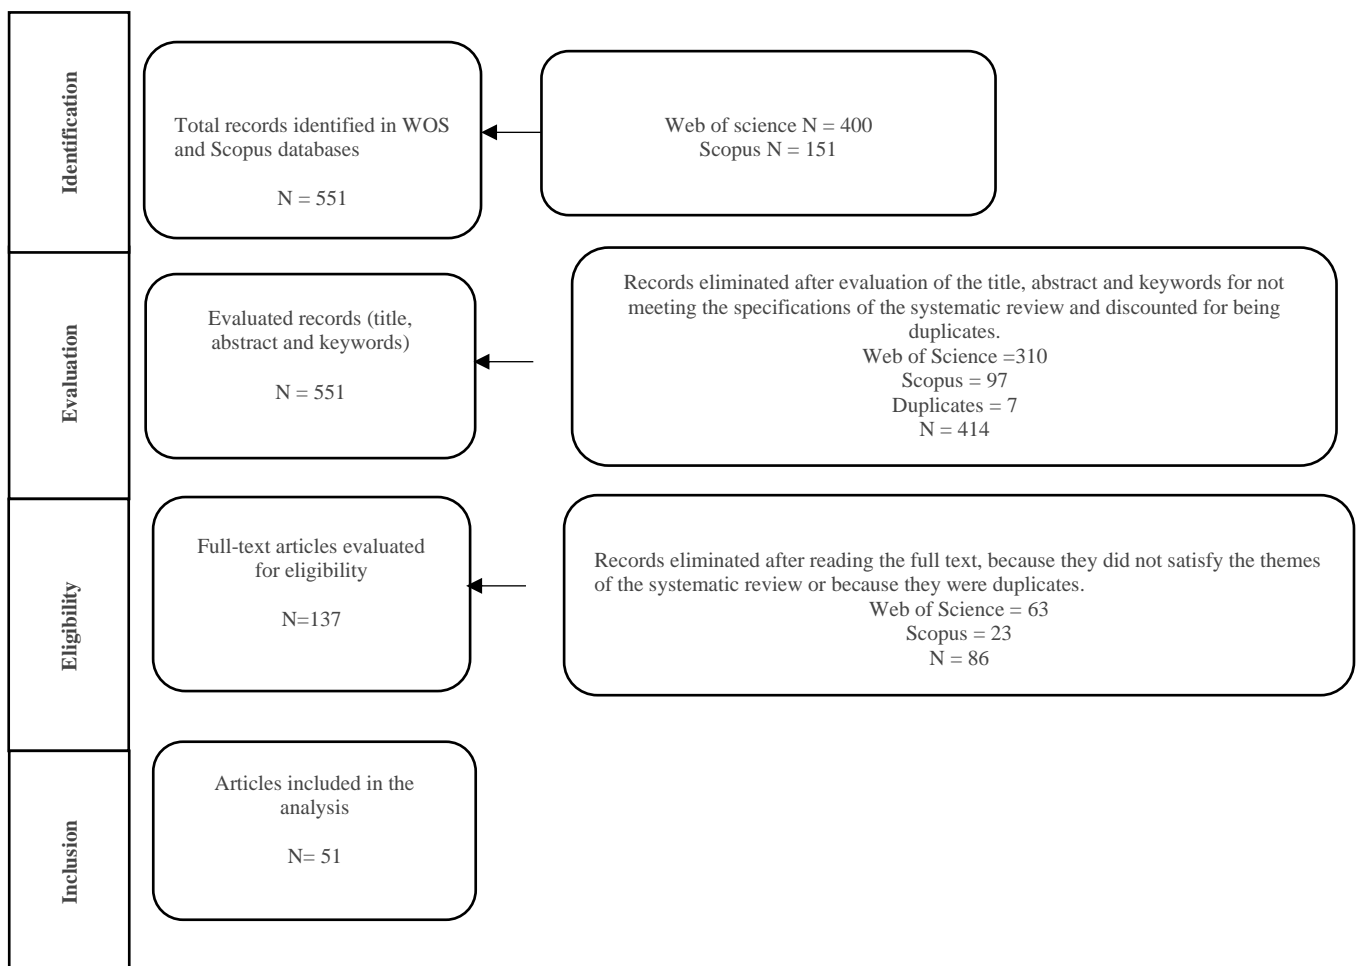 Identification
Total records identified in WOS
and Scopus databases
N = 551
Web of science N = 400
Scopus N = 151
Evaluation
Evaluated records (title,
abstract and keywords)
N = 551
Records eliminated after evaluation of the title, abstract and keywords for not
meeting the specifications of the systematic review and discounted for being
duplicates.
Web of Science =310
Scopus = 97
Duplicates = 7
N = 414
Eligibility
Full-text articles evaluated
for eligibility
N=137
Records eliminated after reading the full text, because they did not satisfy the themes
of the systematic review or because they were duplicates.
Web of Science = 63
Scopus = 23
N = 86
Inclusion
Articles included in the
analysis
N= 51